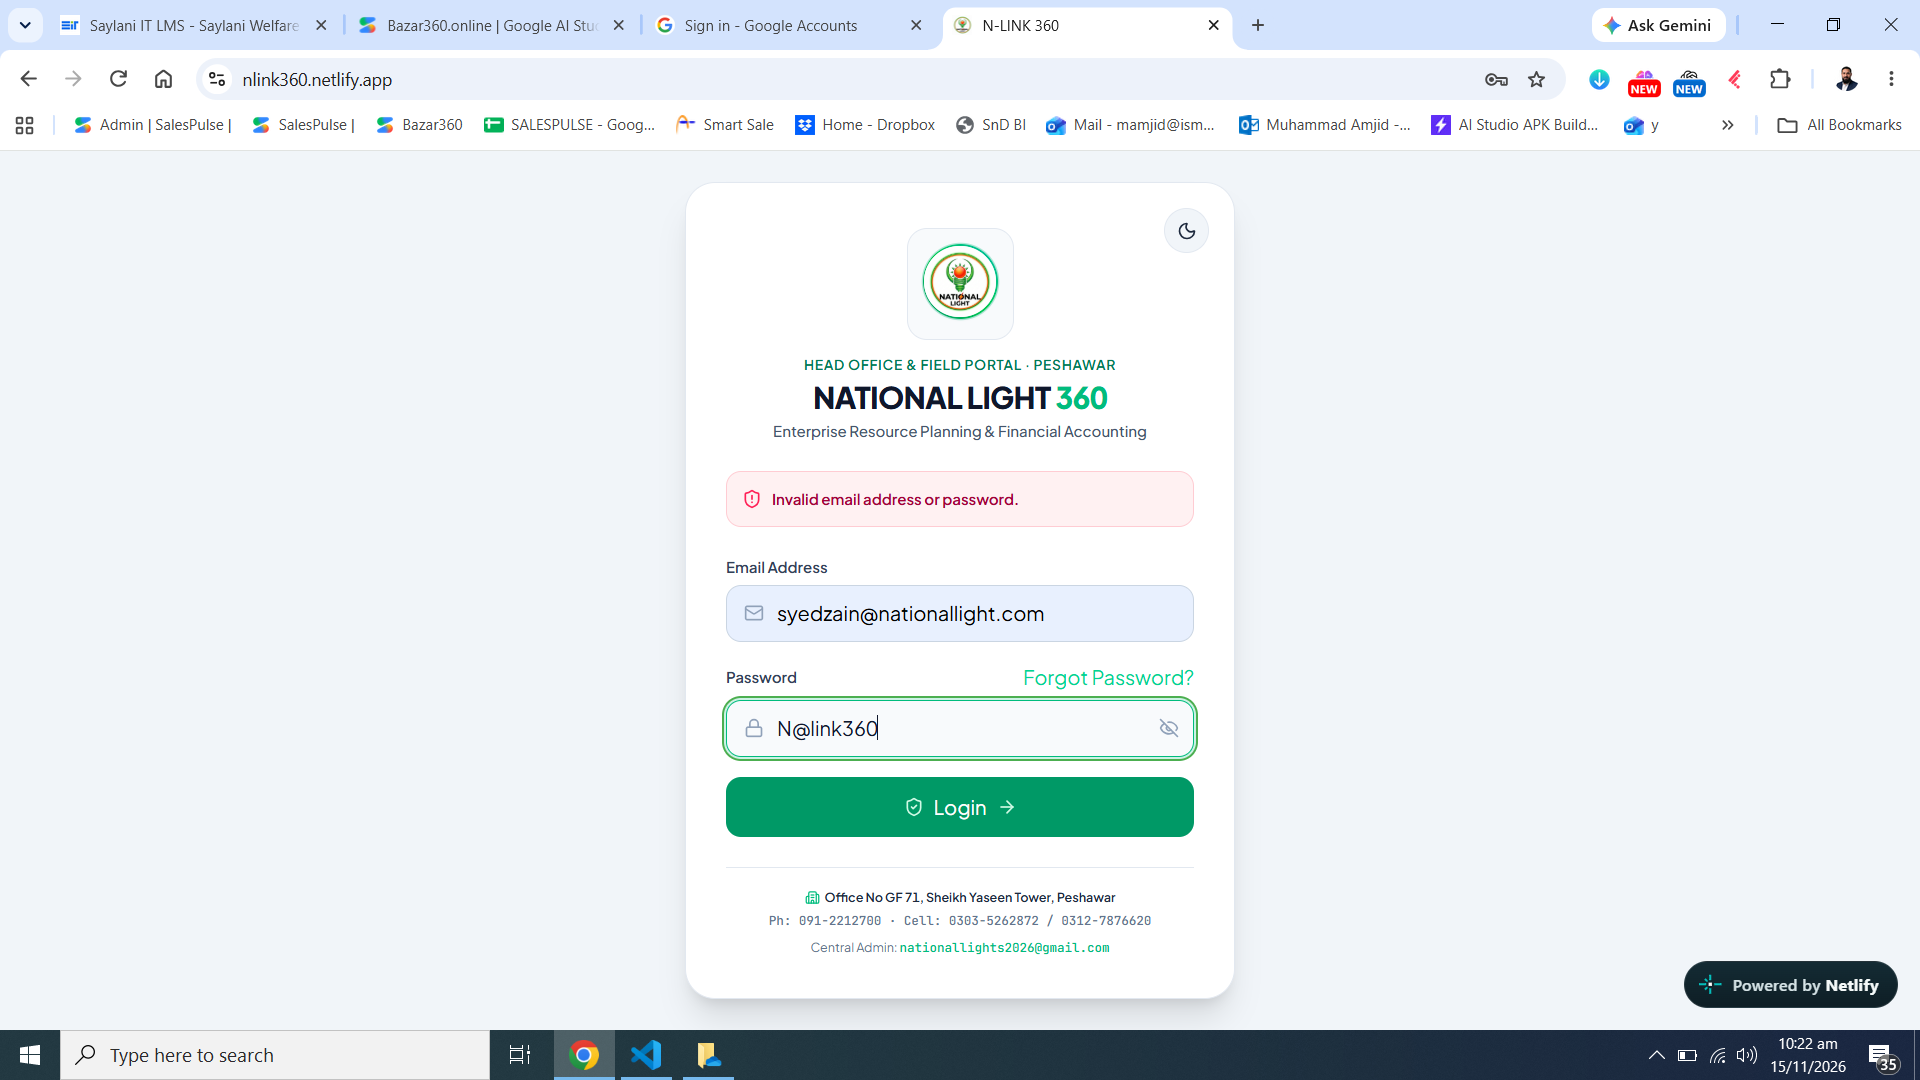 Saylani IT LMS - Saylani Welfare
Bazar360.online | Google AI Stu
Sign in - Google Accounts
N-LINK 360
Ask Gemini
nlink360.netlify.app
NEW
NEW
Admin | SalesPulse |
SalesPulse |
Bazar360
SALESPULSE - Goog...
Smart Sale
Home - Dropbox
SnD BI
Mail - mamjid@ism...
Muhammad Amjid -...
AI Studio APK Build...
y
All Bookmarks
NATIONAL
LIGHT
HEAD OFFICE & FIELD PORTAL · PESHAWAR
NATIONAL LIGHT 360
Enterprise Resource Planning & Financial Accounting
Invalid email address or password.
Email Address
syedzain@nationallight.com
Password
Forgot Password?
N@link360
Login
Office No GF 71, Sheikh Yaseen Tower, Peshawar
Ph: 091-2212700 · Cell: 0303-5262872 / 0312-7876620
Central Admin: nationallights2026@gmail.com
Powered by Netlify
Type here to search
10:22 am
15/11/2026
35